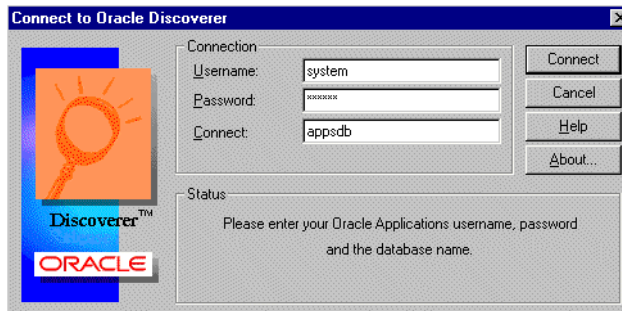 Connect to Oracle Discoverer
Connection
Username: system
Password: ******
Connect: appsdb
Connect
Cancel
Help
About...
Discoverer™
ORACLE
Status
Please enter your Oracle Applications username, password
and the database name.